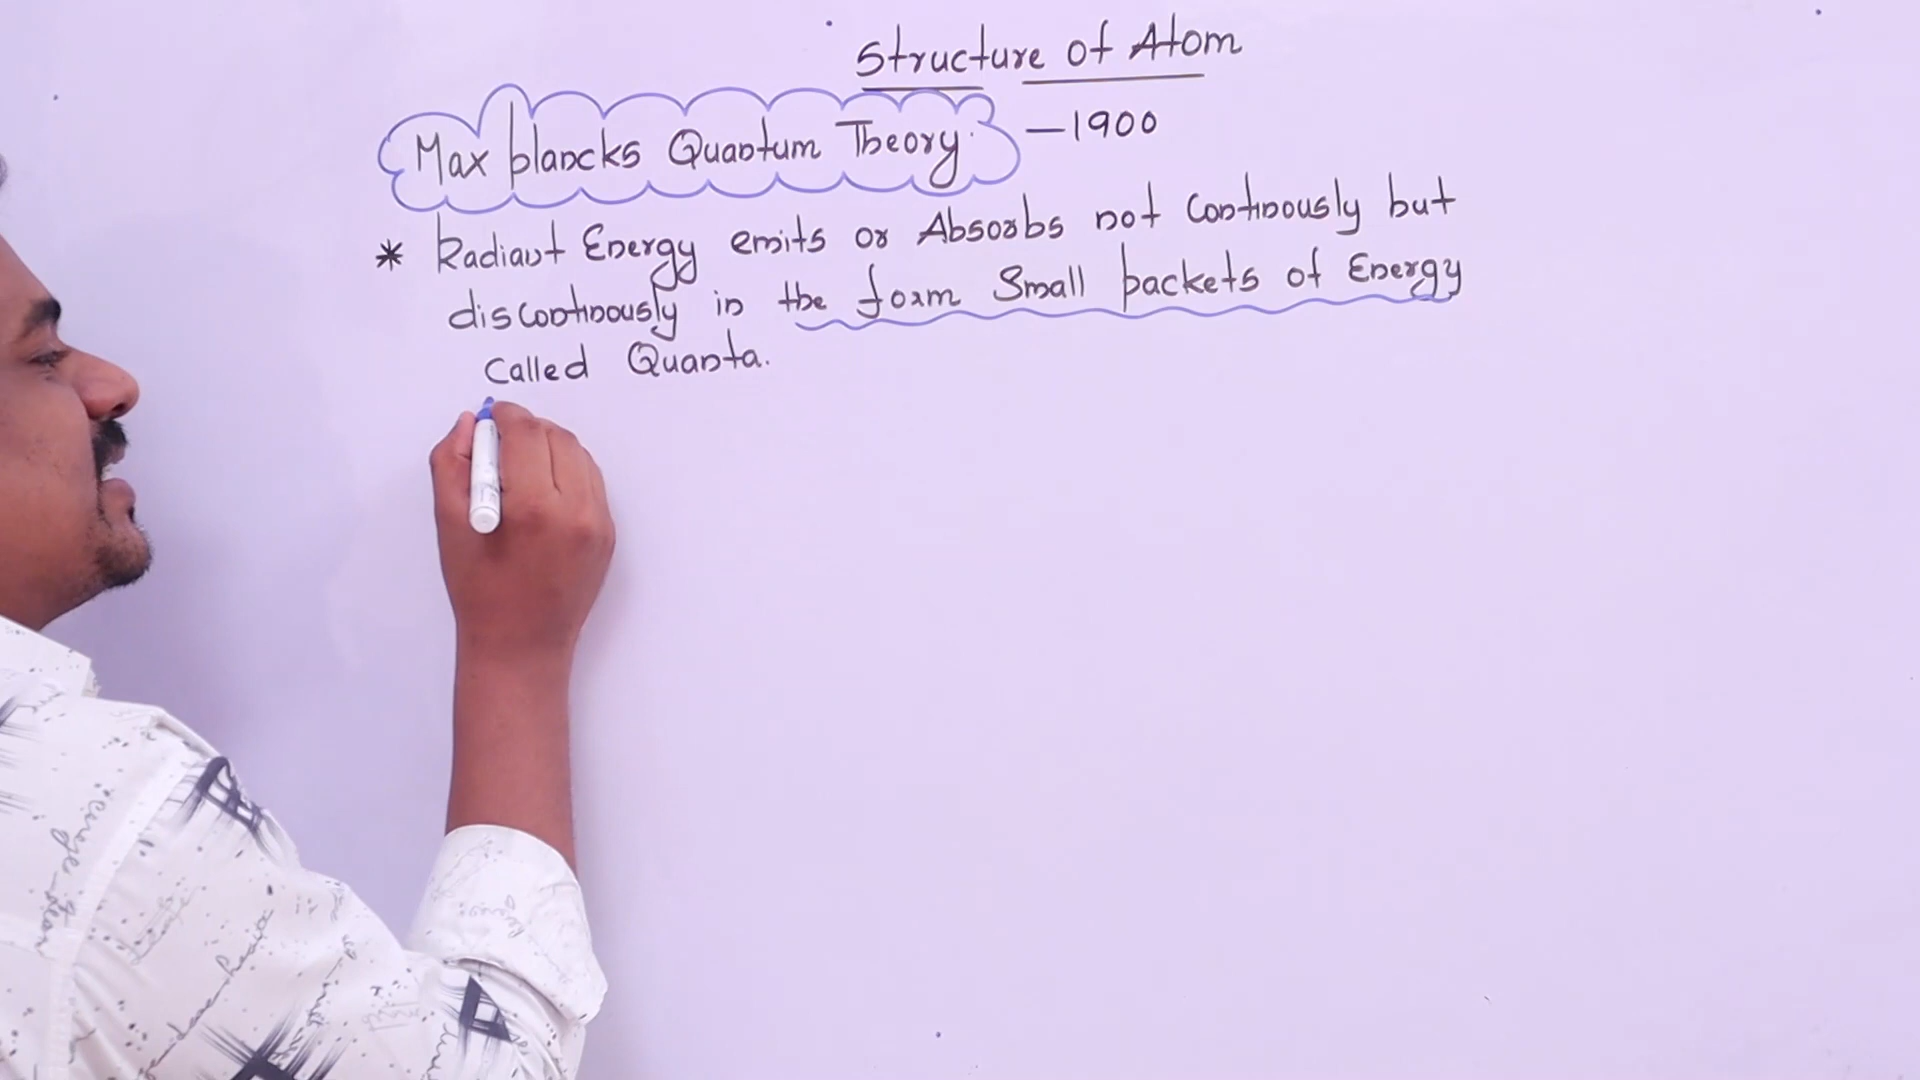 Structure of Atom
Max plancks Quantum Theory. — 1900
* Radiant Energy emits or Absorbs not Continously but
discontinously in the form Small packets of Energy
Called Quanta.